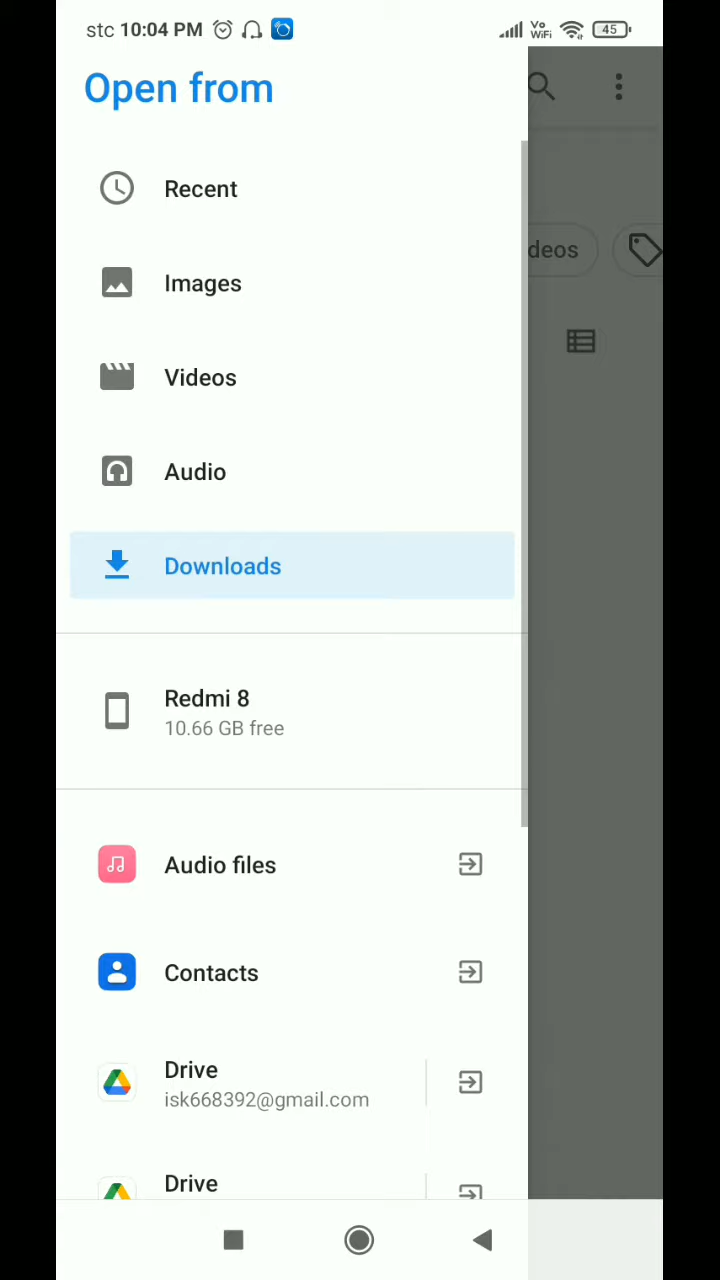 stc 10:04 PM Vo WiFi 45
Open from
Recent
Images
deos
Videos
Audio
Downloads
Redmi 8
10.66 GB free
Audio files
Contacts
Drive
isk668392@gmail.com
Drive